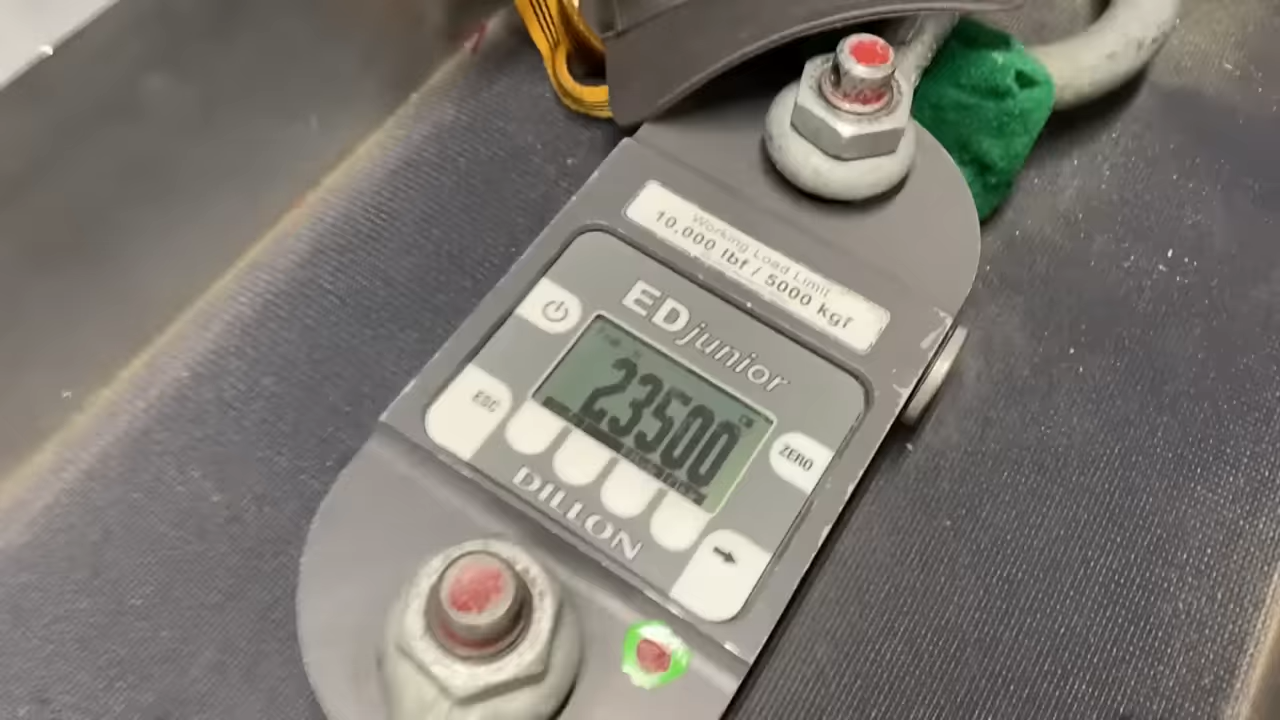 Working Load Limit
10,000 lbf / 5000 kgf
EDjunior
23500
ESC
ZERO
DILLON